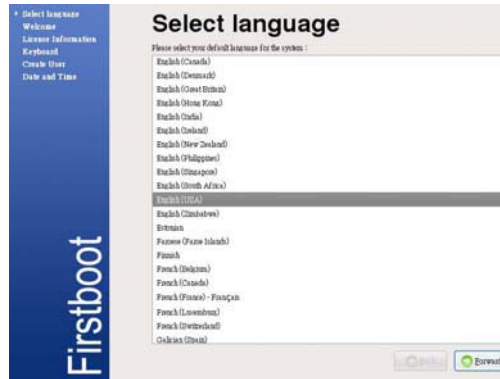 Select language
Welcome
License Information
Keyboard
Create User
Date and Time
Firstboot
Select language
Please select your default language for the system :
English (Canada)
English (Denmark)
English (Great Britain)
English (Hong Kong)
English (India)
English (Ireland)
English (New Zealand)
English (Philippines)
English (Singapore)
English (South Africa)
English (USA)
English (Zimbabwe)
Estonian
Faroese (Faroe Islands)
Finnish
French (Belgium)
French (Canada)
French (France) - Français
French (Luxemburg)
French (Switzerland)
Galician (Spain)
Back
Forward